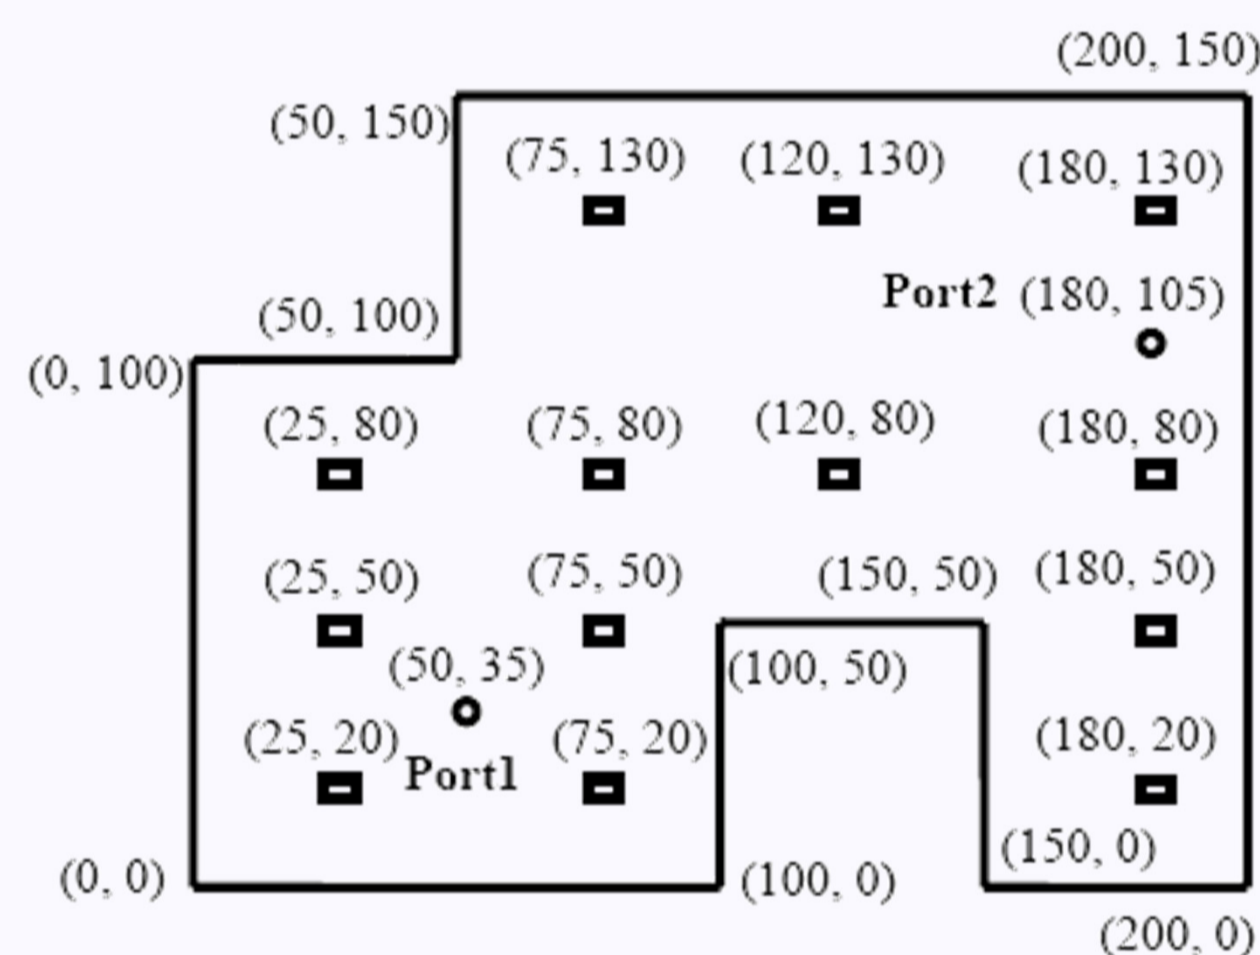 (200, 150)
(50, 150)
(75, 130) (120, 130) (180, 130)
Port2 (180, 105)
(50, 100)
(0, 100)
(25, 80) (75, 80) (120, 80) (180, 80)
(25, 50) (75, 50) (150, 50) (180, 50)
(50, 35) (100, 50)
(25, 20) Port1 (75, 20) (180, 20)
(0, 0) (100, 0) (150, 0)
(200, 0)